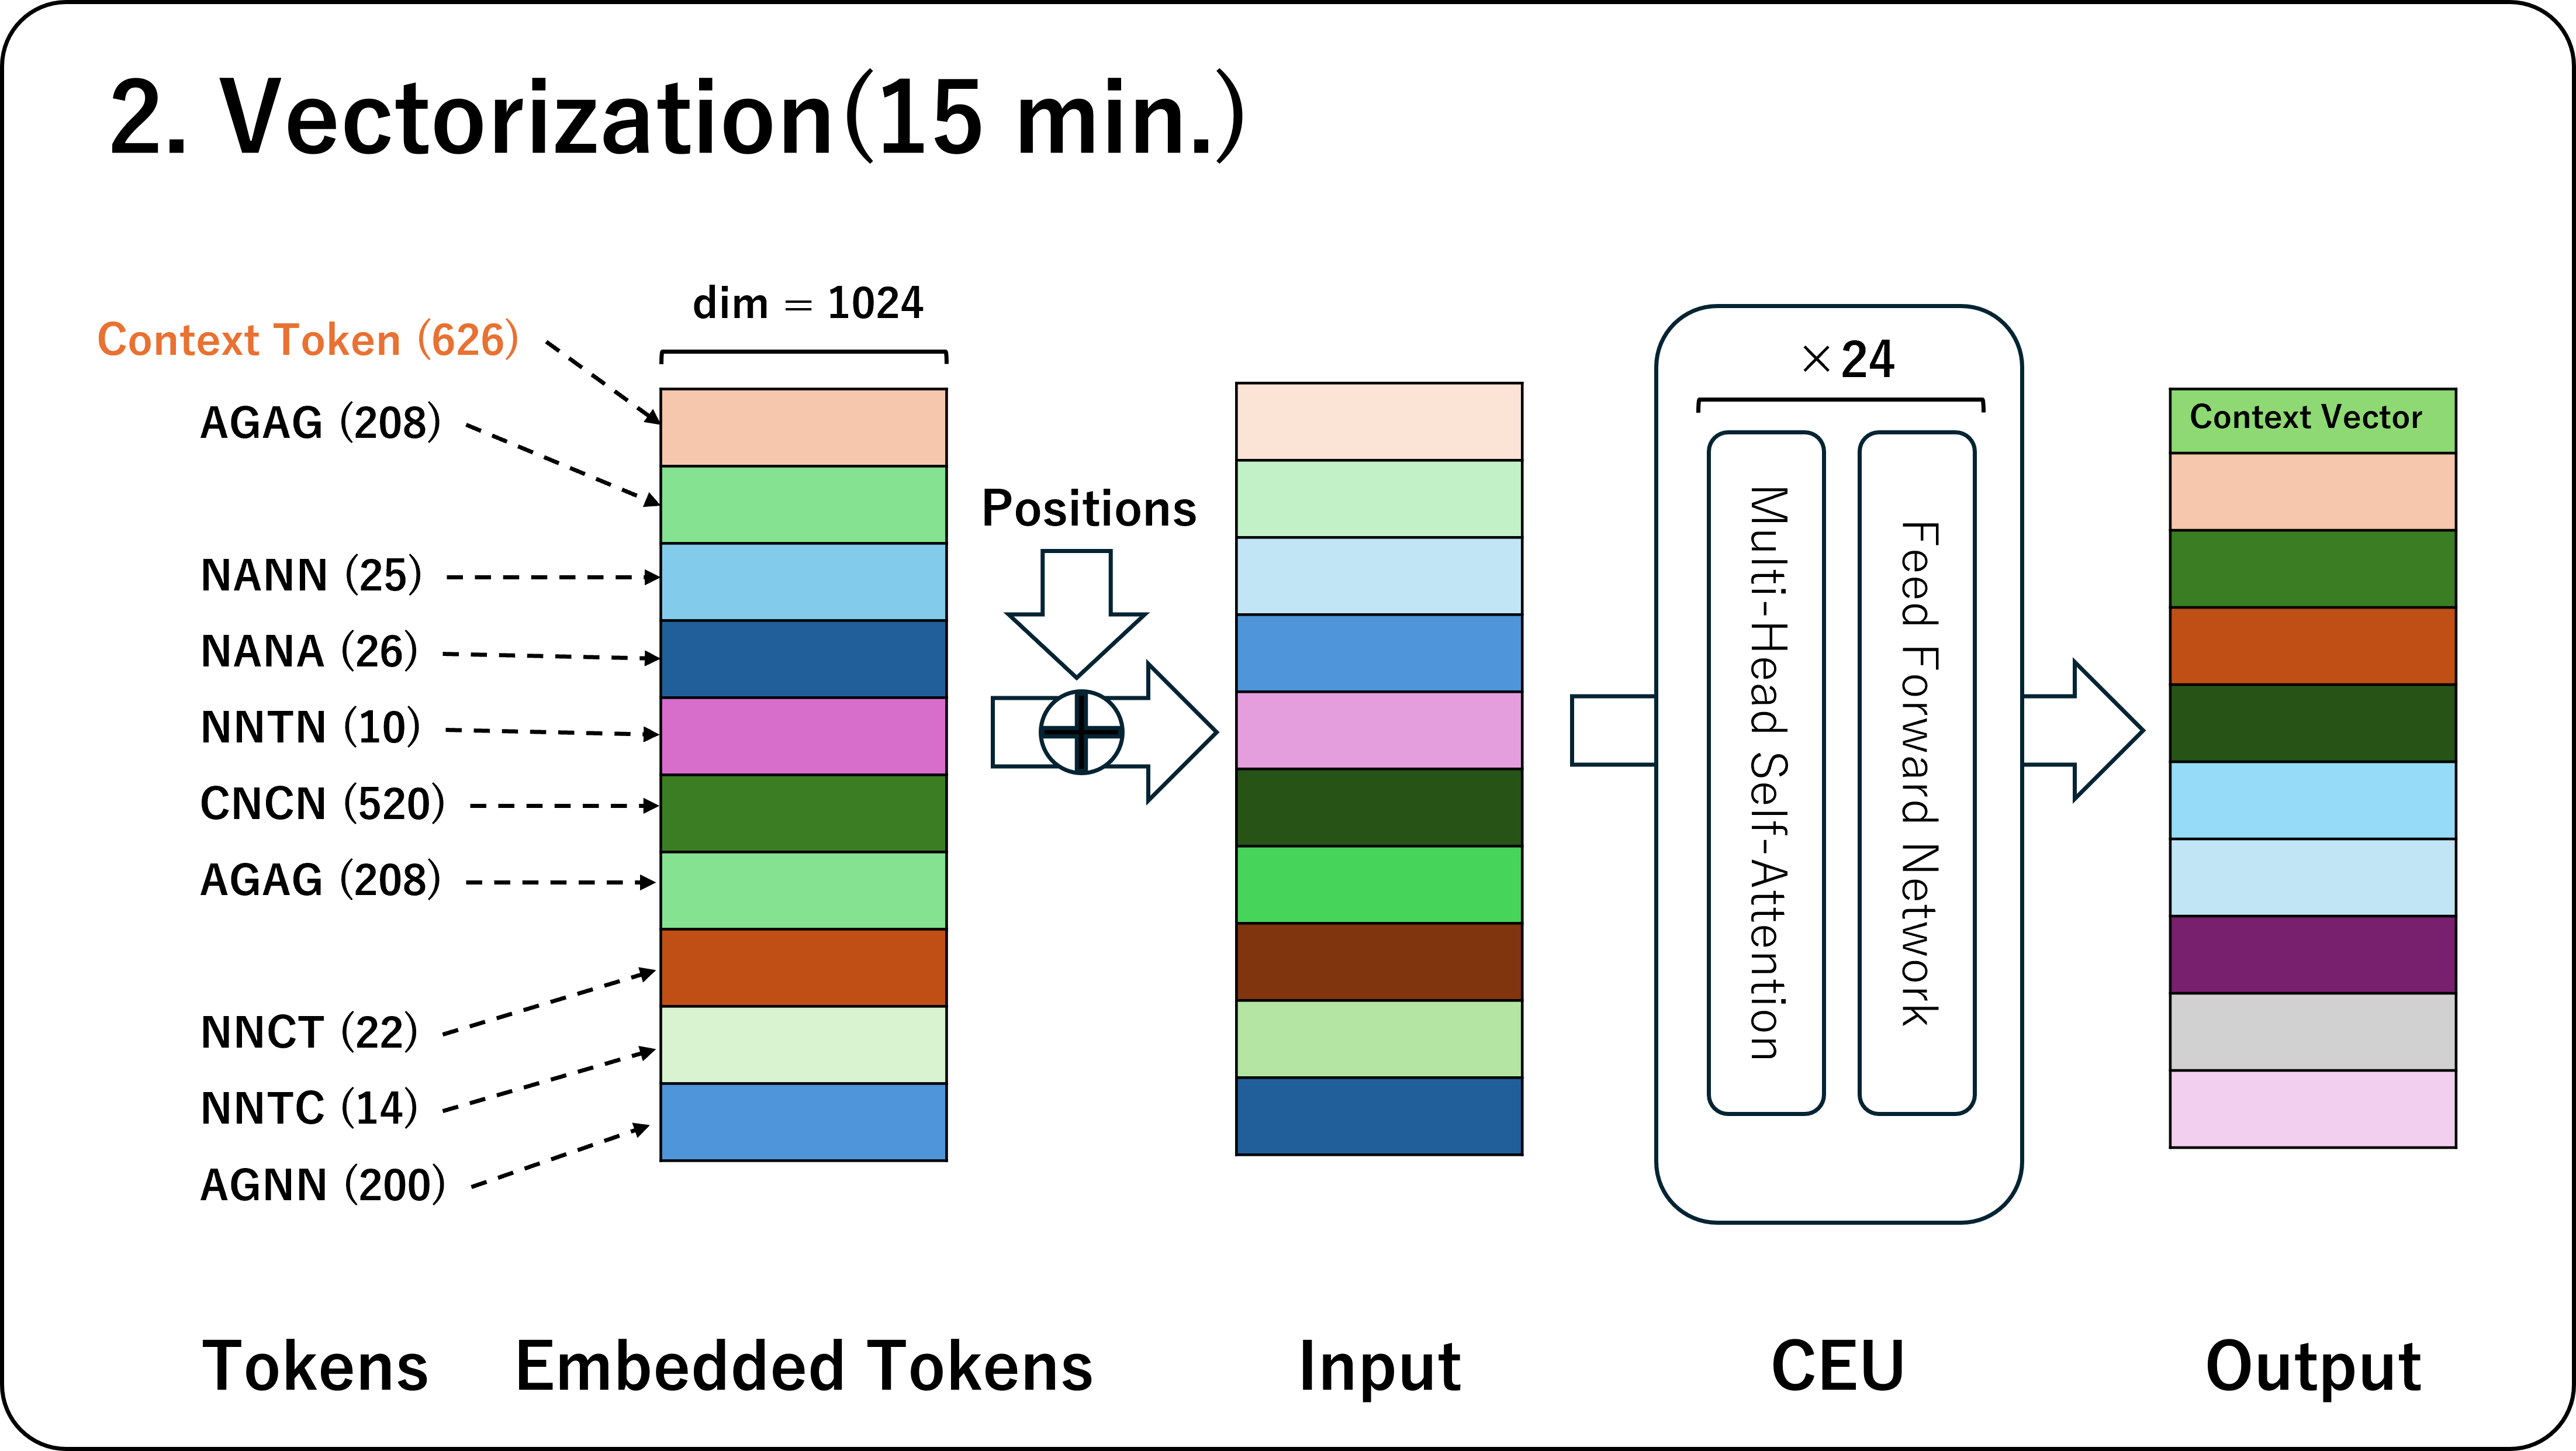 2. Vectorization(15 min.)
dim = 1024
Context Token (626)
AGAG (208)
NANN (25)
NANA (26)
NNTN (10)
CNCN (520)
AGAG (208)
NNCT (22)
NNTC (14)
AGNN (200)
Positions
×24
Multi-Head Self-Attention
Feed Forward Network
Context Vector
Tokens
Embedded Tokens
Input
CEU
Output